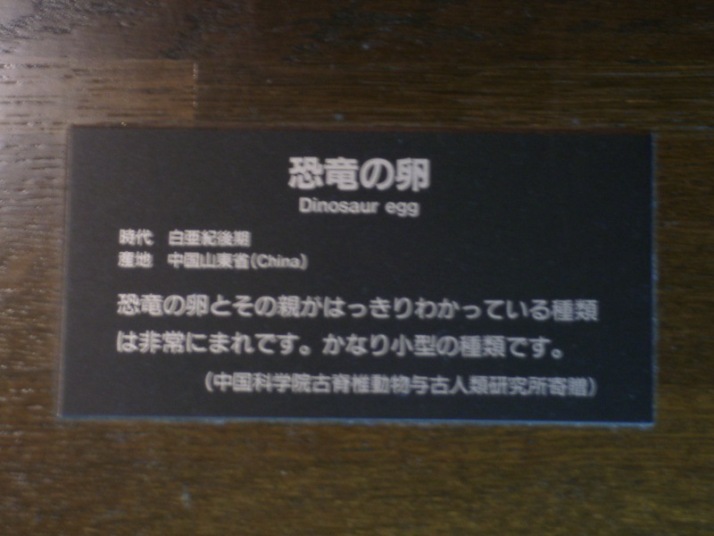 恐竜の卵
Dinosaur egg
時代　白亜紀後期
産地　中国山東省(China)
恐竜の卵とその親がはっきりわかっている種類
は非常にまれです。かなり小型の種類です。
(中国科学院古脊椎動物与古人類研究所寄贈)